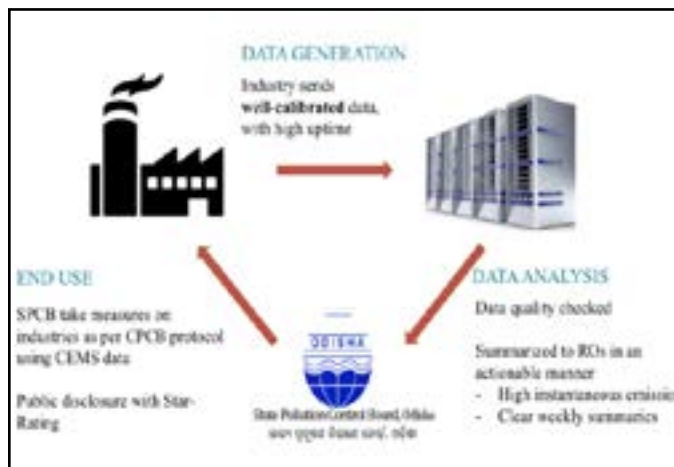 DATA GENERATION
Industry sends
well-calibrated data,
with high uptime
END USE
SPCB take measures on
industries as per CPCB protocol
using CEMS data
Public disclosure with Star-
Rating
ODISHA
State Pollution Control Board, Odisha
DATA ANALYSIS
Data quality checked
Summarized to ROs in an
actionable manner
- High instantaneous emission
- Clear weekly summaries